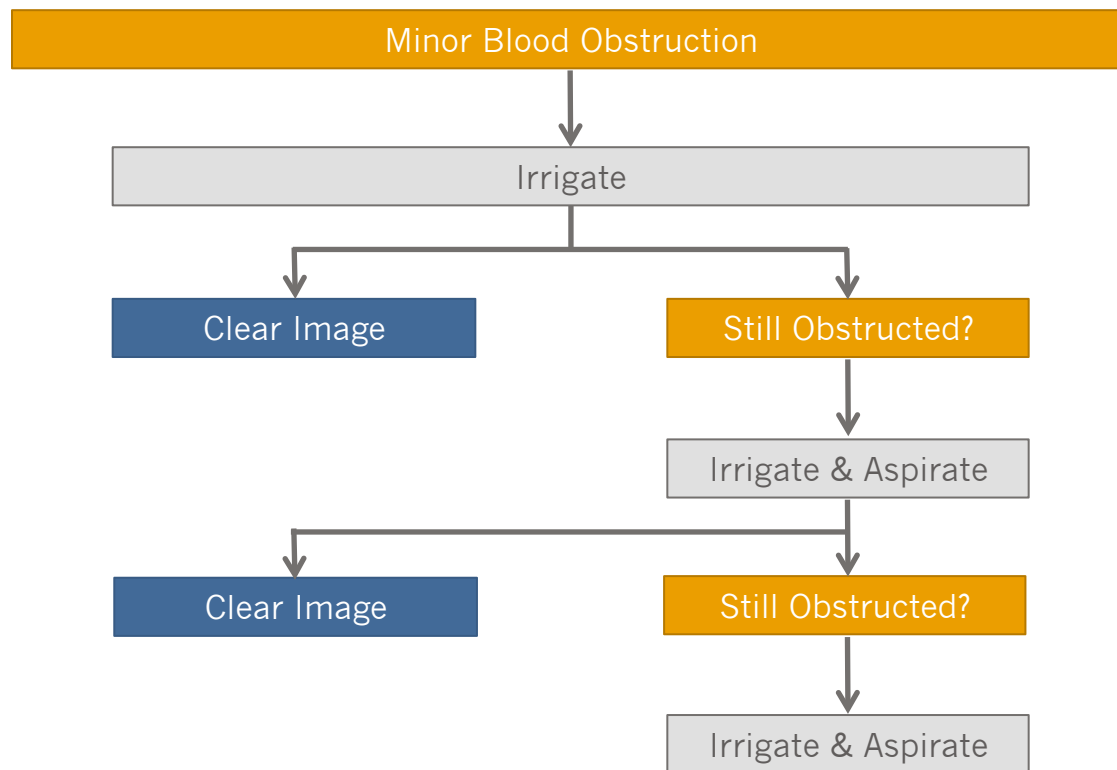 Minor Blood Obstruction
Irrigate
Clear Image
Still Obstructed?
Irrigate & Aspirate
Clear Image
Still Obstructed?
Irrigate & Aspirate